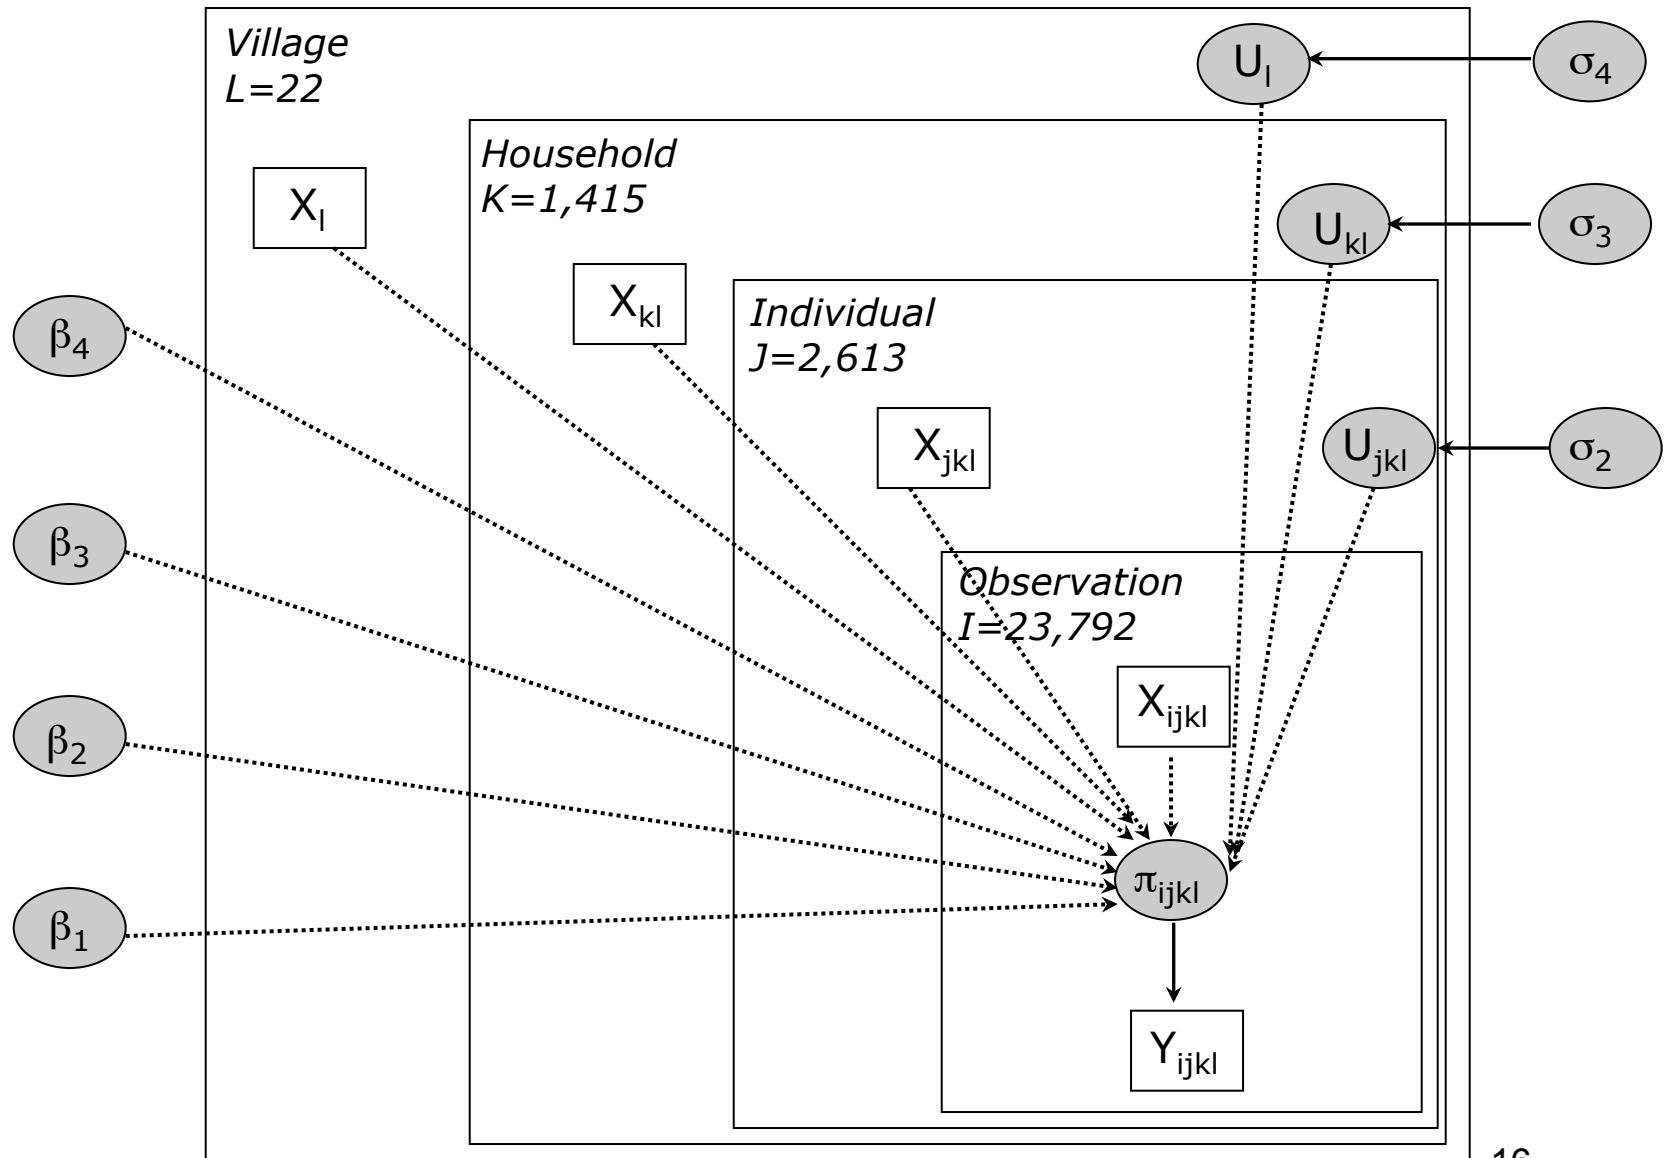 Village
L=22
U_l
σ_4
Household
K=1,415
X_l
U_kl
σ_3
X_kl
Individual
J=2,613
β_4
X_jkl
U_jkl
σ_2
β_3
Observation
I=23,792
X_ijkl
β_2
π_ijkl
β_1
Y_ijkl